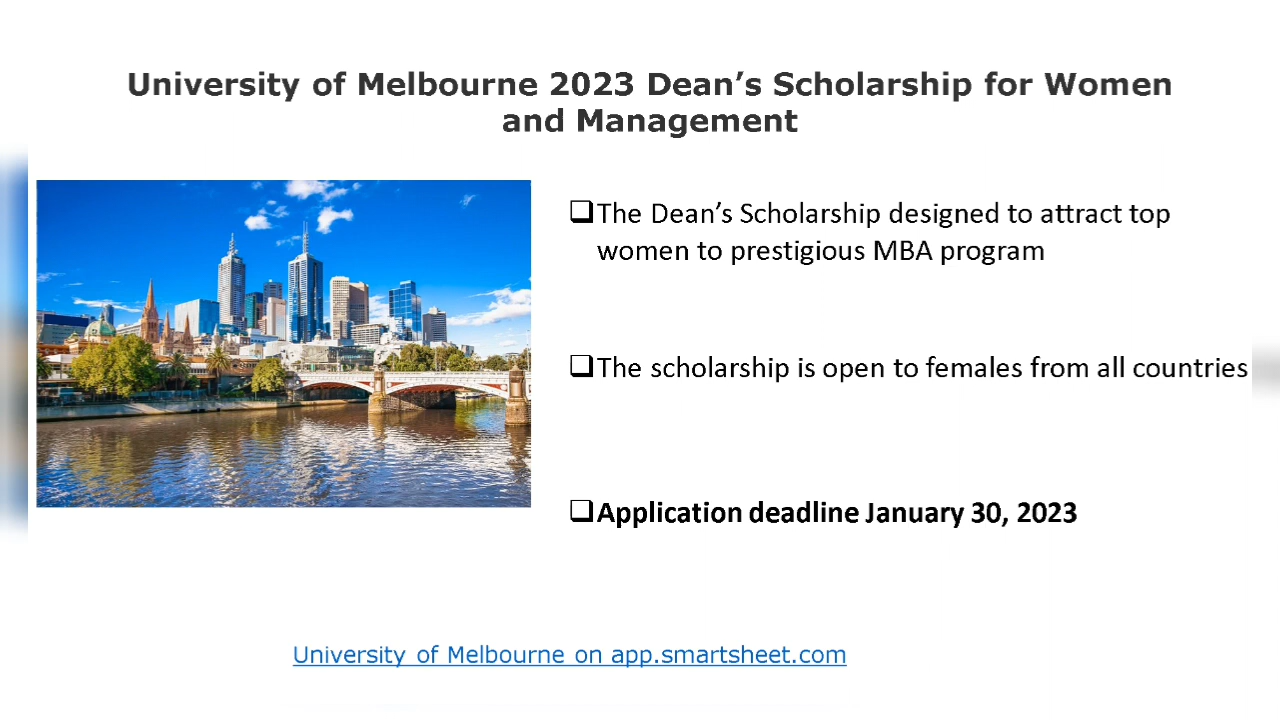 University of Melbourne 2023 Dean’s Scholarship for Women
and Management
❑The Dean’s Scholarship designed to attract top
women to prestigious MBA program
❑The scholarship is open to females from all countries
❑Application deadline January 30, 2023
University of Melbourne on app.smartsheet.com